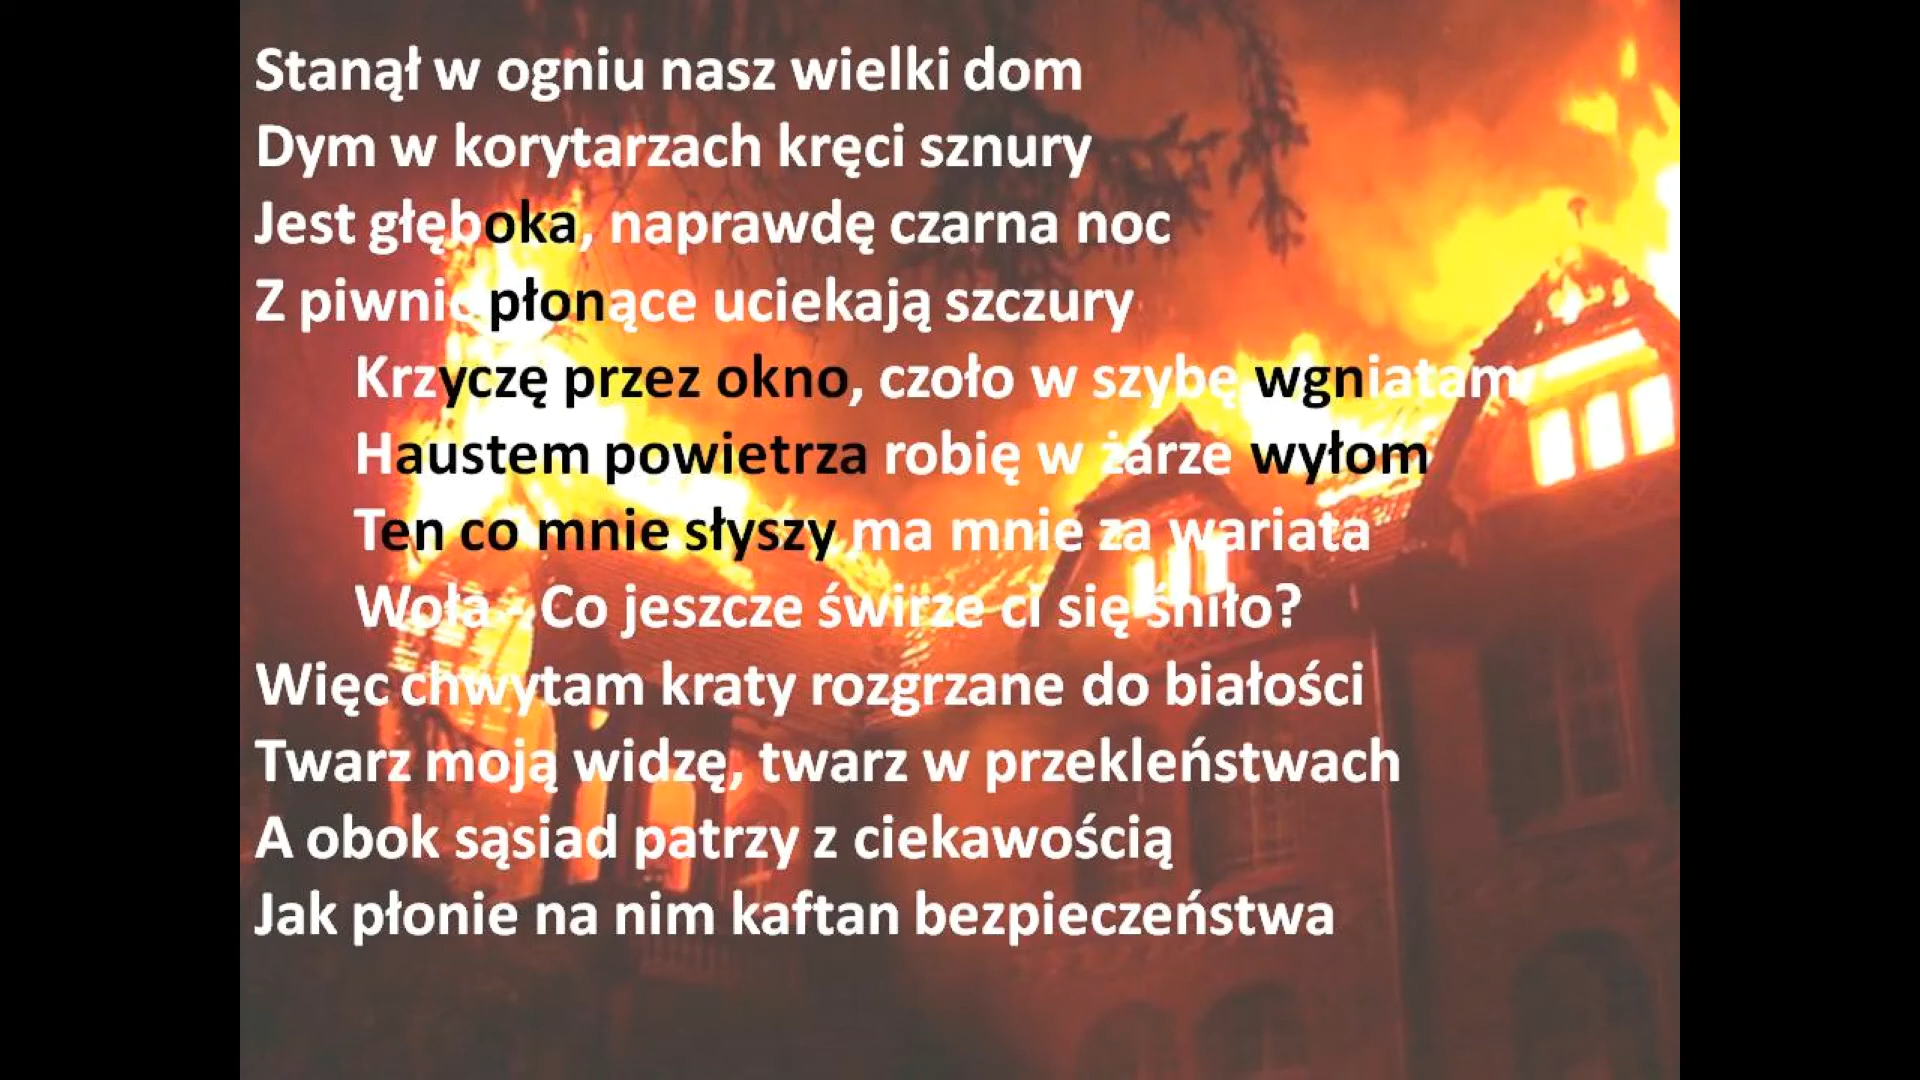 Stanął w ogniu nasz wielki dom
Dym w korytarzach kręci sznury
Jest głęboka, naprawdę czarna noc
Z piwnic płonące uciekają szczury
Krzyczę przez okno, czoło w szybę wgniatam
Haustem powietrza robię w żarze wyłom
Ten co mnie słyszy ma mnie za wariata
Woła - Co jeszcze świrze ci się śniło?
Więc chwytam kraty rozgrzane do białości
Twarz moją widzę, twarz w przekleństwach
A obok sąsiad patrzy z ciekawością
Jak płonie na nim kaftan bezpieczeństwa